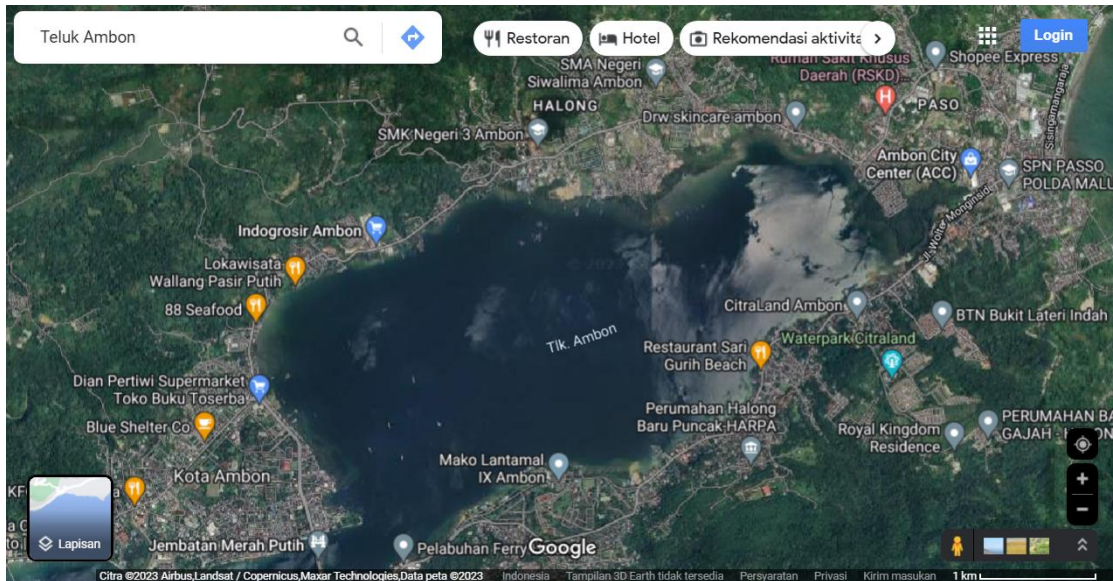 Teluk Ambon
Restoran
Hotel
Rekomendasi aktivita
Login
SMA Negeri
Siwalima Ambon
Rumah Sakit Khusus
Daerah (RSKD)...
Shopee Express
HALONG
PASO
SMK Negeri 3 Ambon
Drw skincare ambon
Sisingamangaraja
Ambon City
Center (ACC)
SPN PASSO
POLDA MALU
Jl. Wolter Monginsidi
Indogrosir Ambon
Lokawisata
Wallang Pasir Putih
88 Seafood
CitraLand Ambon
BTN Bukit Lateri Indah
Tlk. Ambon
Restaurant Sari
Gurih Beach
Waterpark Citraland
Dian Pertiwi Supermarket
Toko Buku Toserba
Blue Shelter Co
Perumahan Halong
Baru Puncak HARPA
Royal Kingdom
Residence
PERUMAHAN BA
GAJAH -
Kota Ambon
Mako Lantamal
IX Ambon
KF
a
Lapisan
Jembatan Merah Putih
Pelabuhan Ferry
Google
Citra ©2023 Airbus,Landsat / Copernicus,Maxar Technologies,Data peta ©2023
Indonesia
Tampilan 3D Earth tidak tersedia
Persyaratan
Privasi
Kirim masukan
1 km